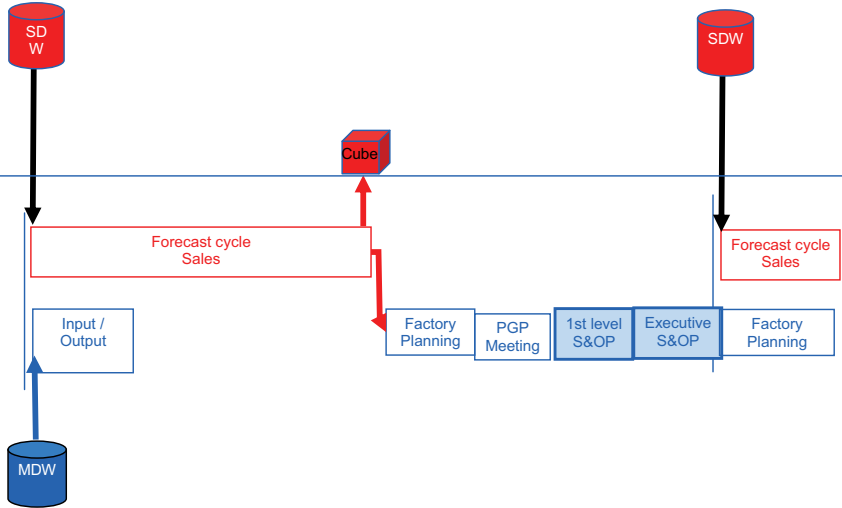 SD
W
SDW
Cube
Forecast cycle
Sales
Forecast cycle
Sales
Input /
Output
Factory
Planning
PGP
Meeting
1st level
S&OP
Executive
S&OP
Factory
Planning
MDW